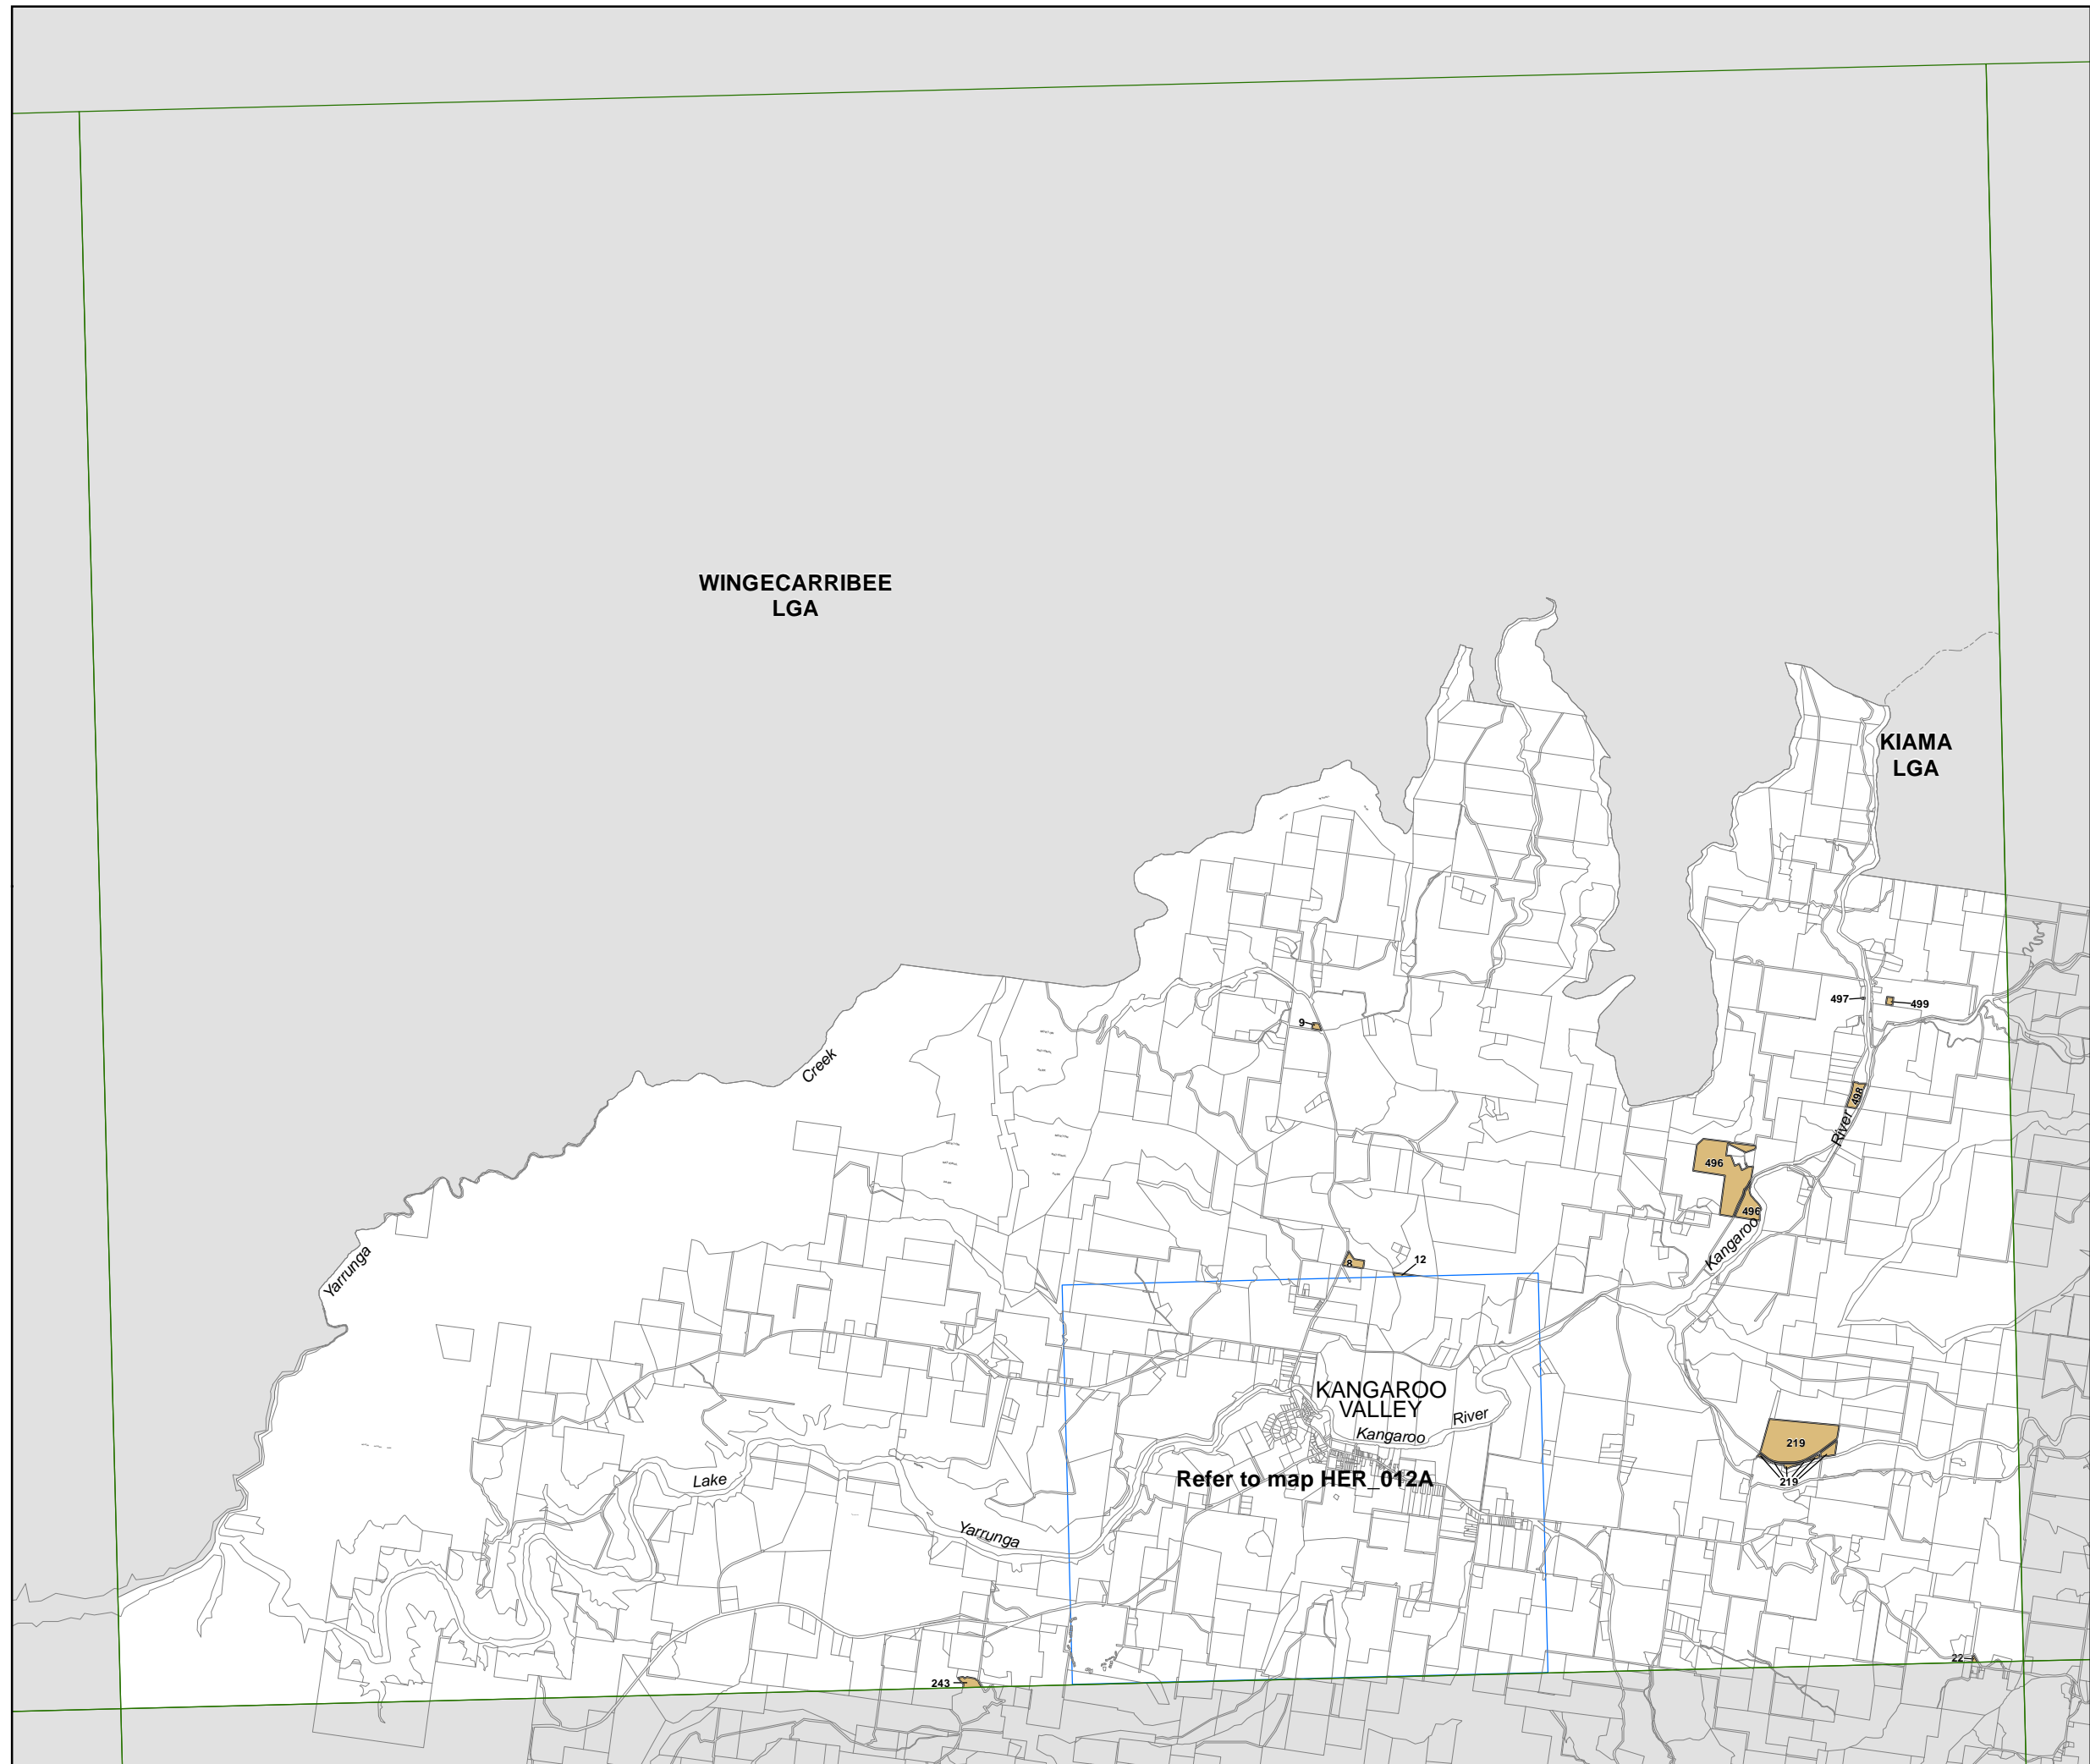 WINGECARRIBEE
LGA
KIAMA
LGA
497
499
9
Creek
498
River
496
496
Kangaroo
Yarrunga
8
12
KANGAROO
VALLEY
River
Kangaroo
219
219
Refer to map HER_012A
Lake
Yarrunga
22
243